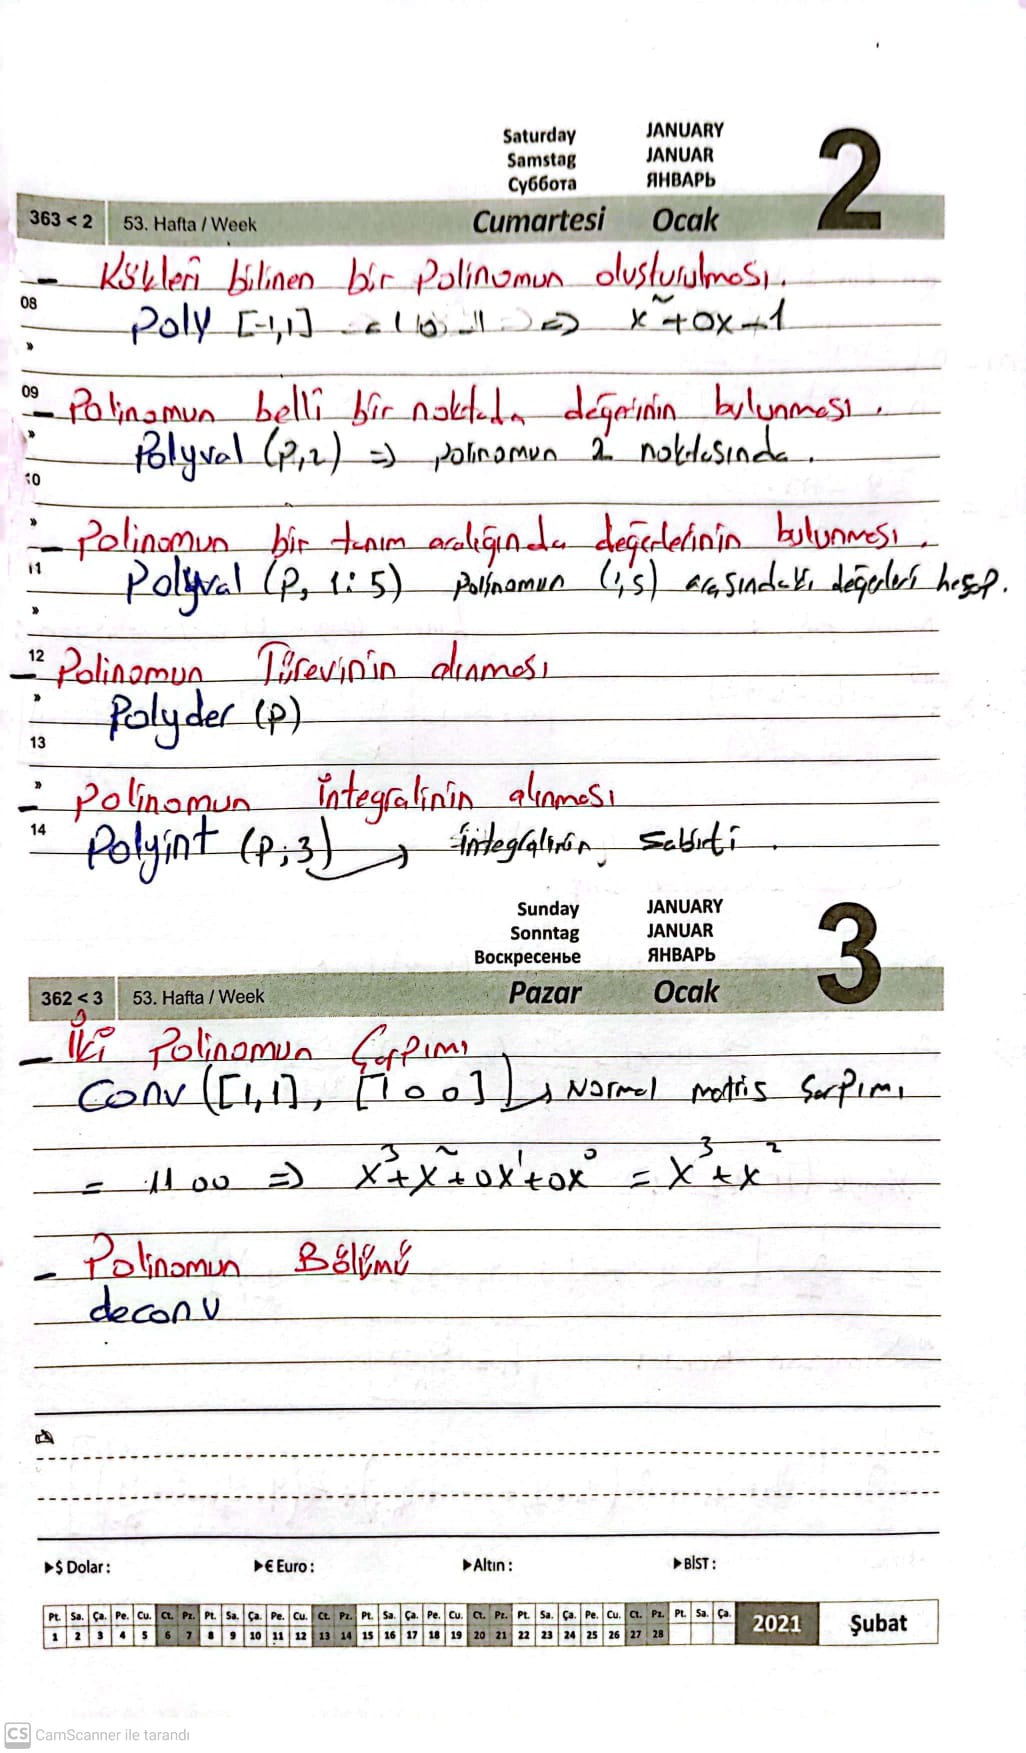 Saturday JANUARY
Samstag JANUAR 2
Суббота ЯНВАРЬ
363 < 2 53. Hafta / Week Cumartesi Ocak
- Kökleri bilinen bir Polinomun oluşturulması.
08 Poly [-1,1] = ( 1 0 -1 ) => x² + 0x - 1
09
- Polinomun belli bir noktada değerinin bulunması.
Polyval (P,2) => polinomun 2 noktasında.
10
- Polinomun bir tanım aralığında değerlerinin bulunması.
11 Polyval (P, 1:5) Polinomun (1,5) arasındaki değerleri hesap.
12
- Polinomun Türevinin alınması
Polyder (P)
13
- Polinomun integralinin alınması
14 Polyint (P,3) → integralinin sabiti.
Sunday JANUARY
Sonntag JANUAR 3
Воскресенье ЯНВАРЬ
362 < 3 53. Hafta / Week Pazar Ocak
- İki Polinomun Çarpımı
Conv ([1,1], [1 0 0]) → Normal matris çarpımı
= 1 1 0 0 => x³ + x² + 0x¹ + 0x⁰ = x³ + x²
- Polinomun Bölümü
deconv
▶$ Dolar: ▶€ Euro: ▶Altın: ▶BİST:
Pt. Sa. Ça. Pe. Cu. Ct. Pz. Pt. Sa. Ça. Pe. Cu. Ct. Pz. Pt. Sa. Ça. Pe. Cu. Ct. Pz. Pt. Sa. Ça. Pe. Cu. Ct. Pz. Pt. Sa. Ça.
1 2 3 4 5 6 7 8 9 10 11 12 13 14 15 16 17 18 19 20 21 22 23 24 25 26 27 28 2021 Şubat
CS CamScanner ile tarandı